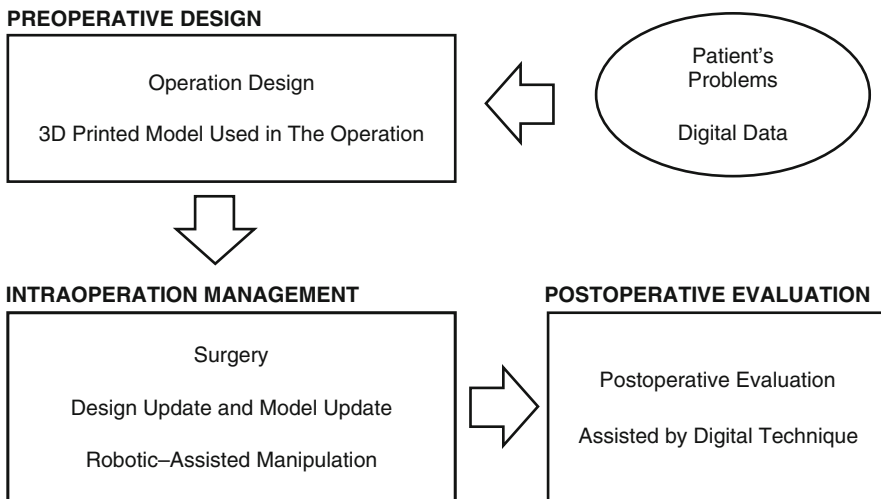 PREOPERATIVE DESIGN
Operation Design
3D Printed Model Used in The Operation
Patient's
Problems
Digital Data
INTRAOPERATION MANAGEMENT
Surgery
Design Update and Model Update
Robotic–Assisted Manipulation
POSTOPERATIVE EVALUATION
Postoperative Evaluation
Assisted by Digital Technique